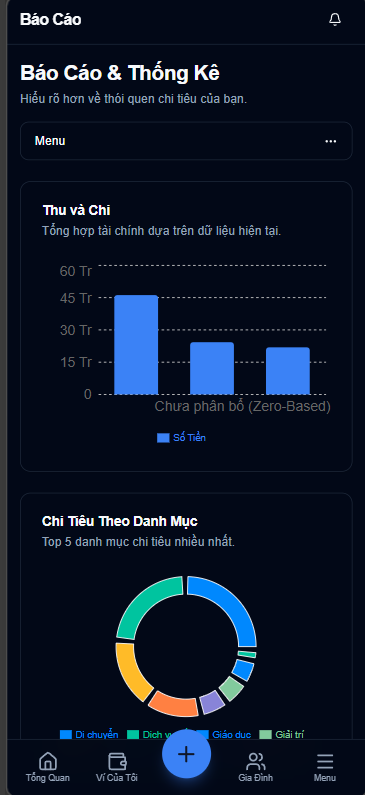 Báo Cáo
Báo Cáo & Thống Kê
Hiểu rõ hơn về thói quen chi tiêu của bạn.
Menu
Thu và Chi
Tổng hợp tài chính dựa trên dữ liệu hiện tại.
60 Tr
45 Tr
30 Tr
15 Tr
0
Chưa phân bổ (Zero-Based)
Số Tiền
Chi Tiêu Theo Danh Mục
Top 5 danh mục chi tiêu nhiều nhất.
Di chuyển Dịch Giáo dục Giải trí
Tổng Quan Ví Của Tôi Gia Đình Menu